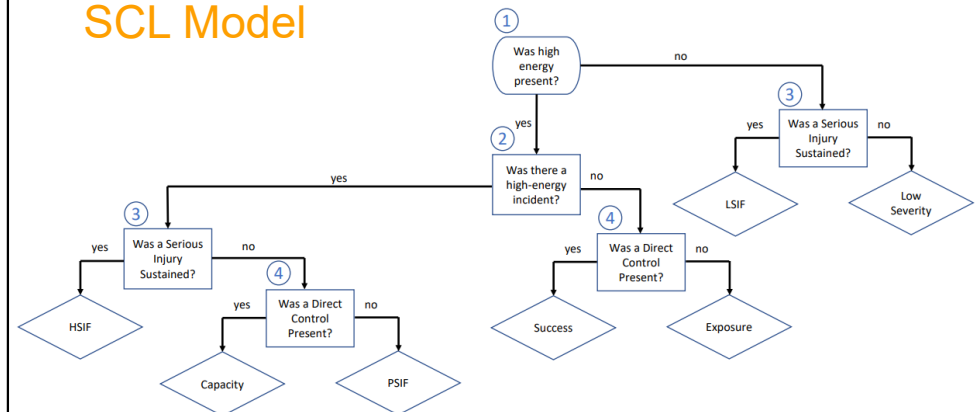 SCL Model
1
Was high
energy
present?
no
yes
3
Was a Serious
Injury
Sustained?
yes
no
LSIF
Low
Severity
2
Was there a
high-energy
incident?
yes
no
3
Was a Serious
Injury
Sustained?
yes
no
HSIF
4
Was a Direct
Control
Present?
yes
no
Capacity
PSIF
4
Was a Direct
Control
Present?
yes
no
Success
Exposure